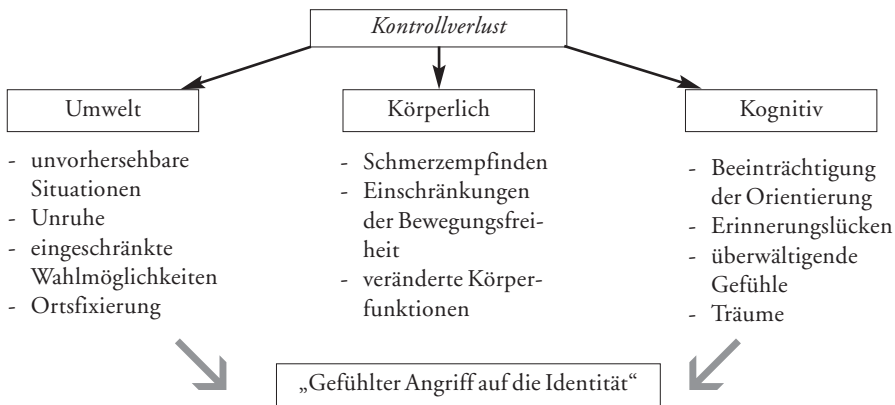 Kontrollverlust
Umwelt
- unvorhersehbare
Situationen
- Unruhe
- eingeschränkte
Wahlmöglichkeiten
- Ortsfixierung
Körperlich
- Schmerzempfinden
- Einschränkungen
der Bewegungsfrei-
heit
- veränderte Körper-
funktionen
Kognitiv
- Beeinträchtigung
der Orientierung
- Erinnerungslücken
- überwältigende
Gefühle
- Träume
„Gefühlter Angriff auf die Identität“